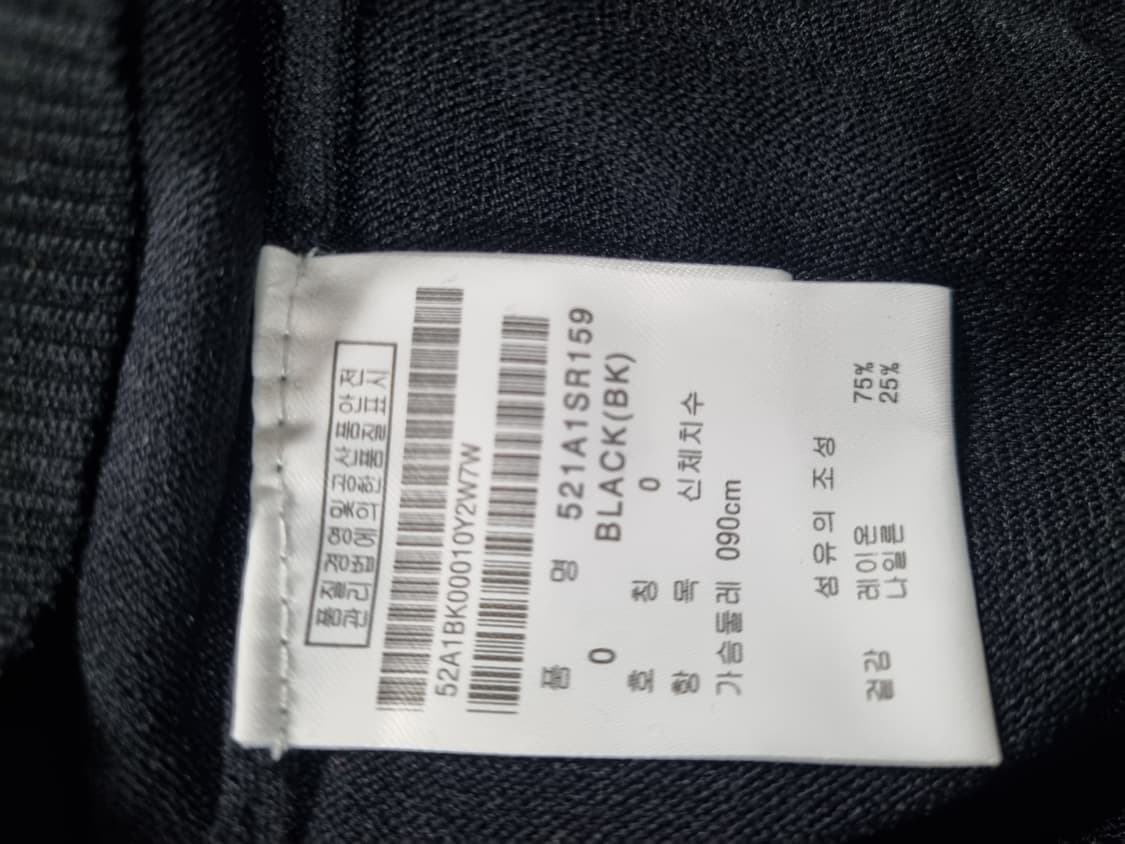 품질경영 및 공산품안전
관리법에 의한 품질표시
52A1BK00010Y2W7W
품 명 521A1SR159
0 BLACK(BK)
호 칭 0
항 목 신체치수
가슴둘레 090cm
섬유의 조성
겉감 레이온 75%
나일론 25%